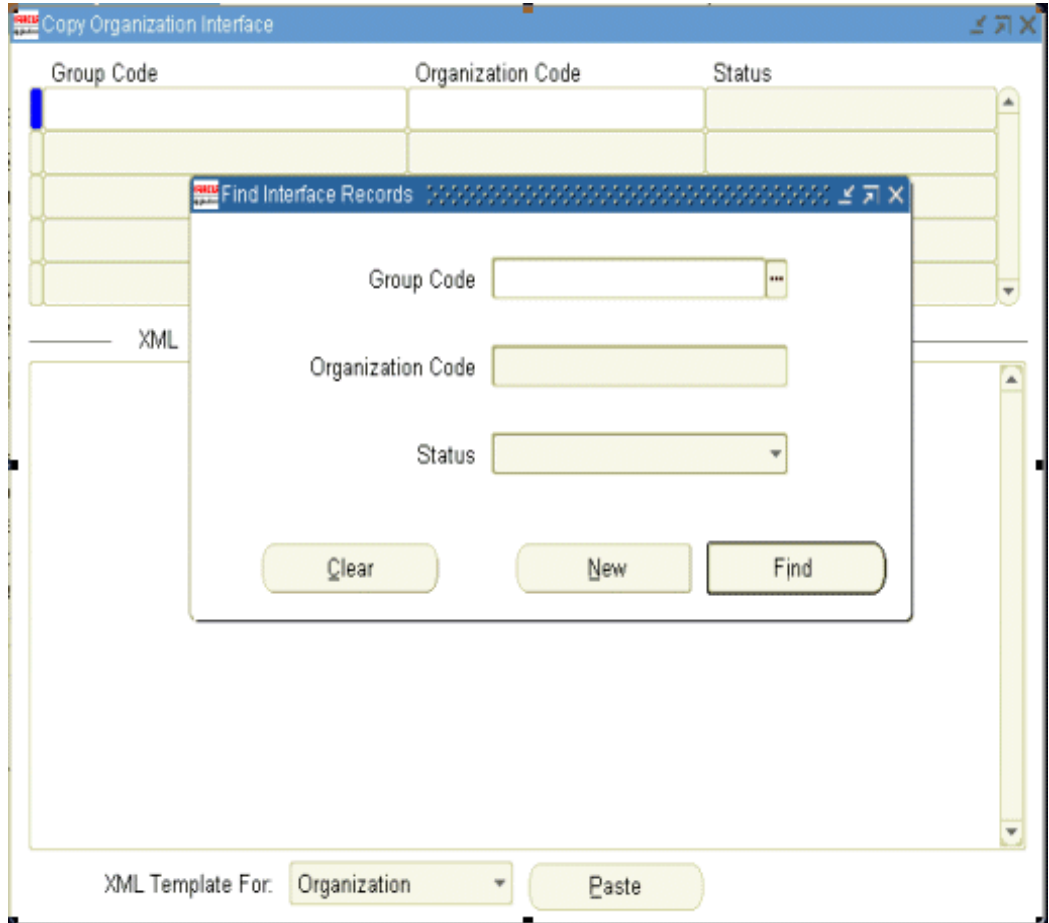 Copy Organization Interface
Group Code Organization Code Status
Find Interface Records
Group Code
XML
Organization Code
Status
Clear New Find
XML Template For: Organization Paste